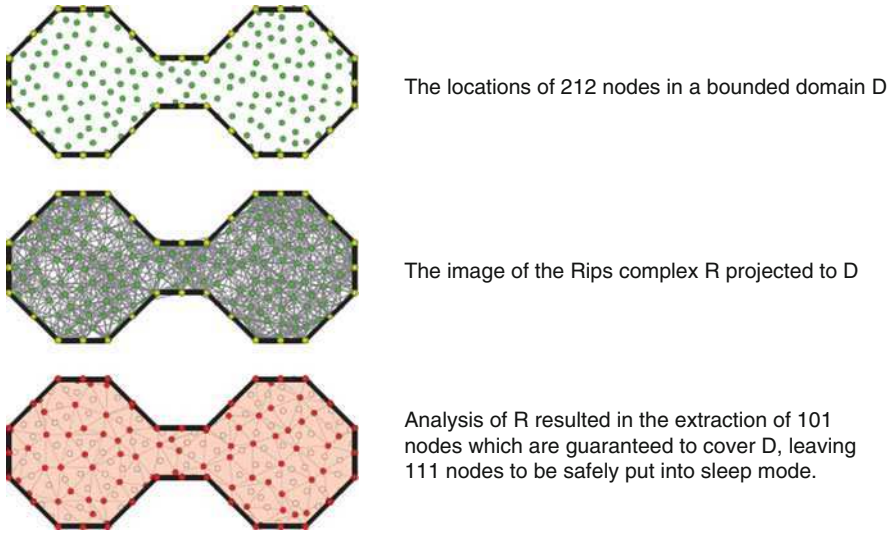 The locations of 212 nodes in a bounded domain D
The image of the Rips complex R projected to D
Analysis of R resulted in the extraction of 101
nodes which are guaranteed to cover D, leaving
111 nodes to be safely put into sleep mode.